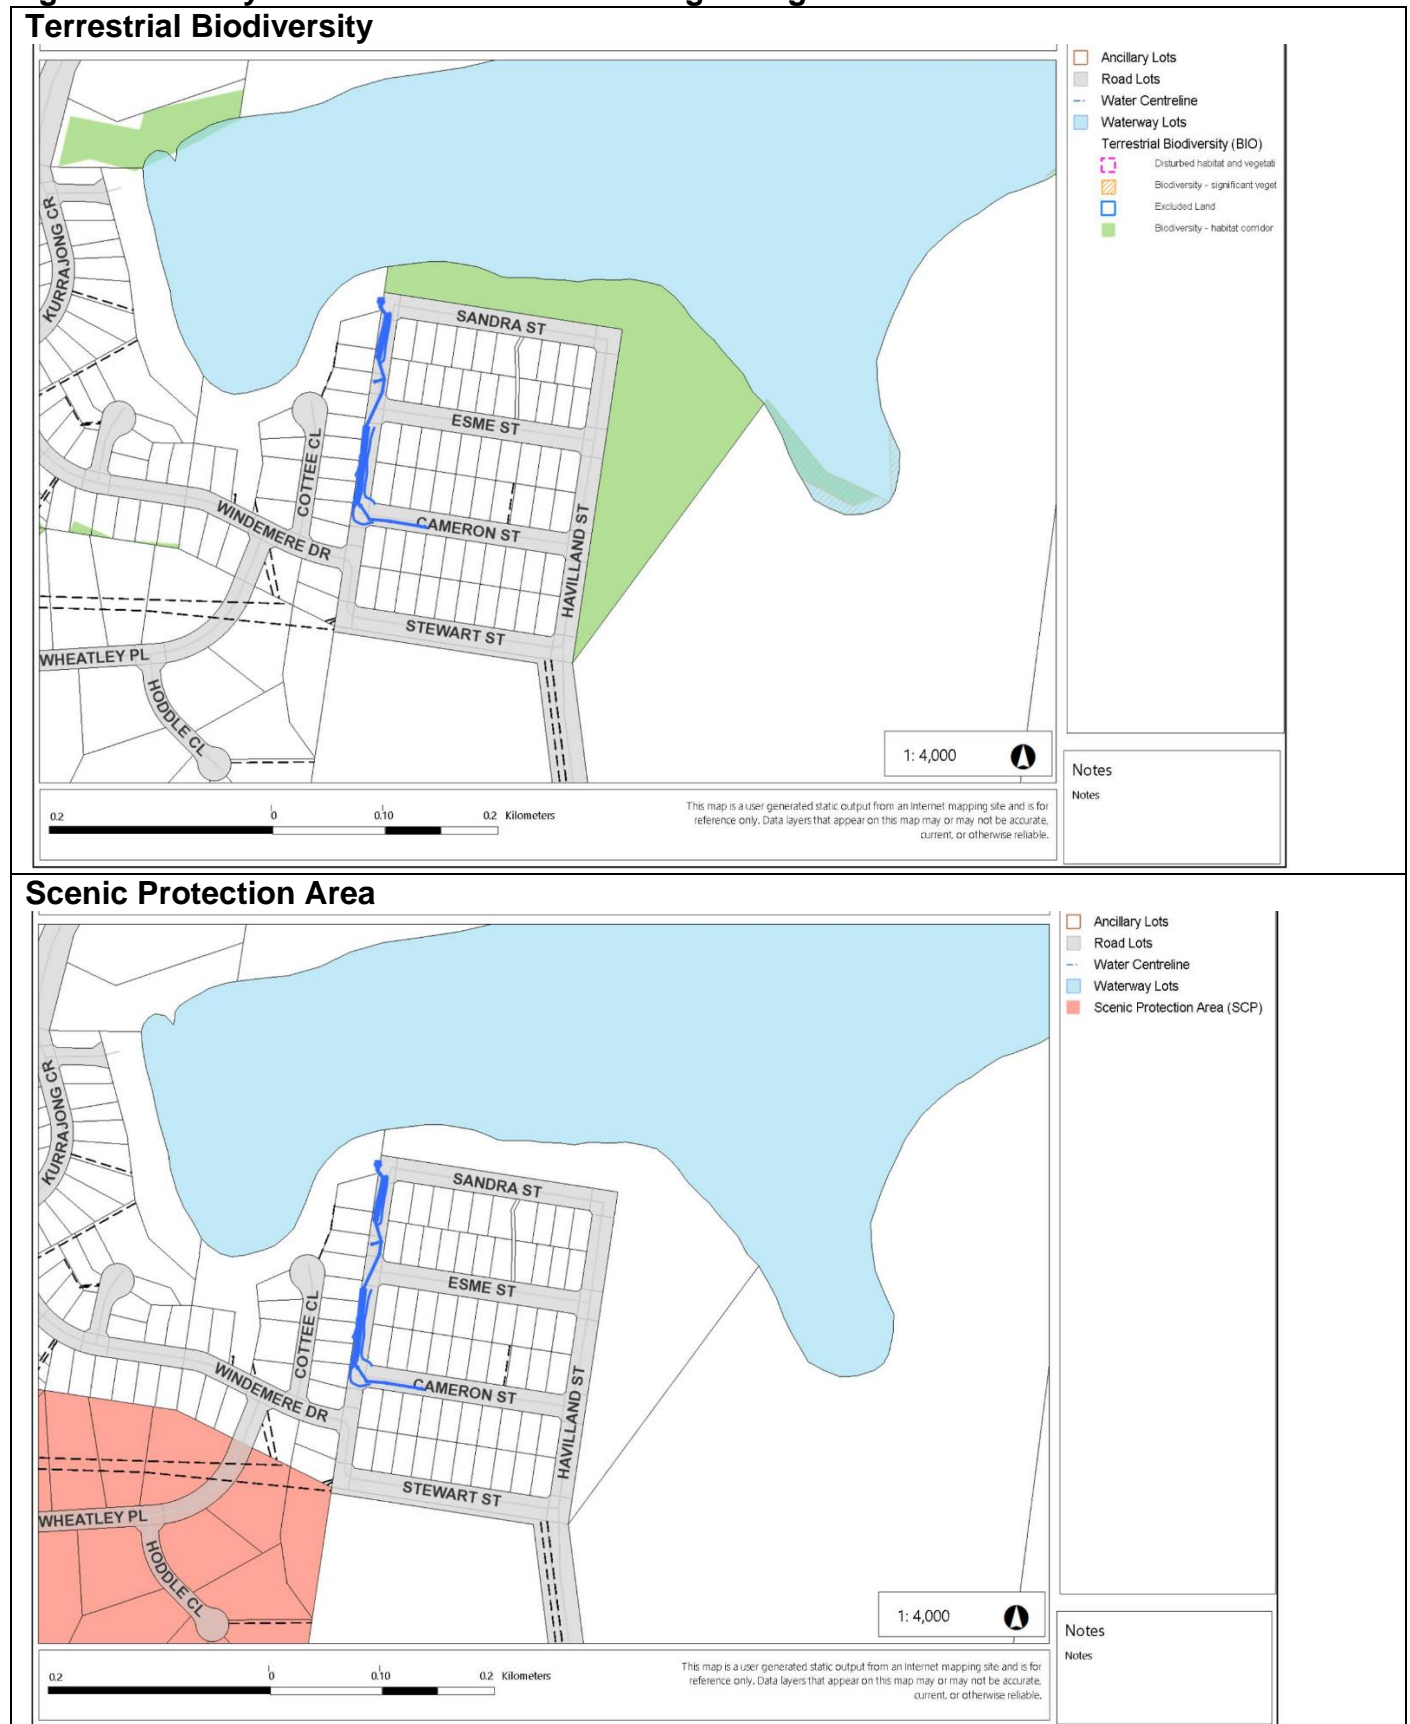 Terrestrial Biodiversity
Ancillary Lots
Road Lots
Water Centreline
Waterway Lots
Terrestrial Biodiversity (BIO)
Disturbed habitat and vegetati
Biodiversity - significant veget
Excluded Land
Biodiversity - habitat corridor
KURRAJONG CR
SANDRA ST
ESME ST
COTTEE CL
WINDEMERE DR
CAMERON ST
HAVILLAND ST
STEWART ST
WHEATLEY PL
HODDLE CL
1: 4,000
Notes
Notes
0.2 0 0.10 0.2 Kilometers
This map is a user generated static output from an Internet mapping site and is for
reference only. Data layers that appear on this map may or may not be accurate,
current, or otherwise reliable.
Scenic Protection Area
Ancillary Lots
Road Lots
Water Centreline
Waterway Lots
Scenic Protection Area (SCP)
KURRAJONG CR
SANDRA ST
ESME ST
COTTEE CL
WINDEMERE DR
CAMERON ST
HAVILLAND ST
STEWART ST
WHEATLEY PL
HODDLE CL
1: 4,000
Notes
Notes
0.2 0 0.10 0.2 Kilometers
This map is a user generated static output from an Internet mapping site and is for
reference only. Data layers that appear on this map may or may not be accurate,
current, or otherwise reliable.